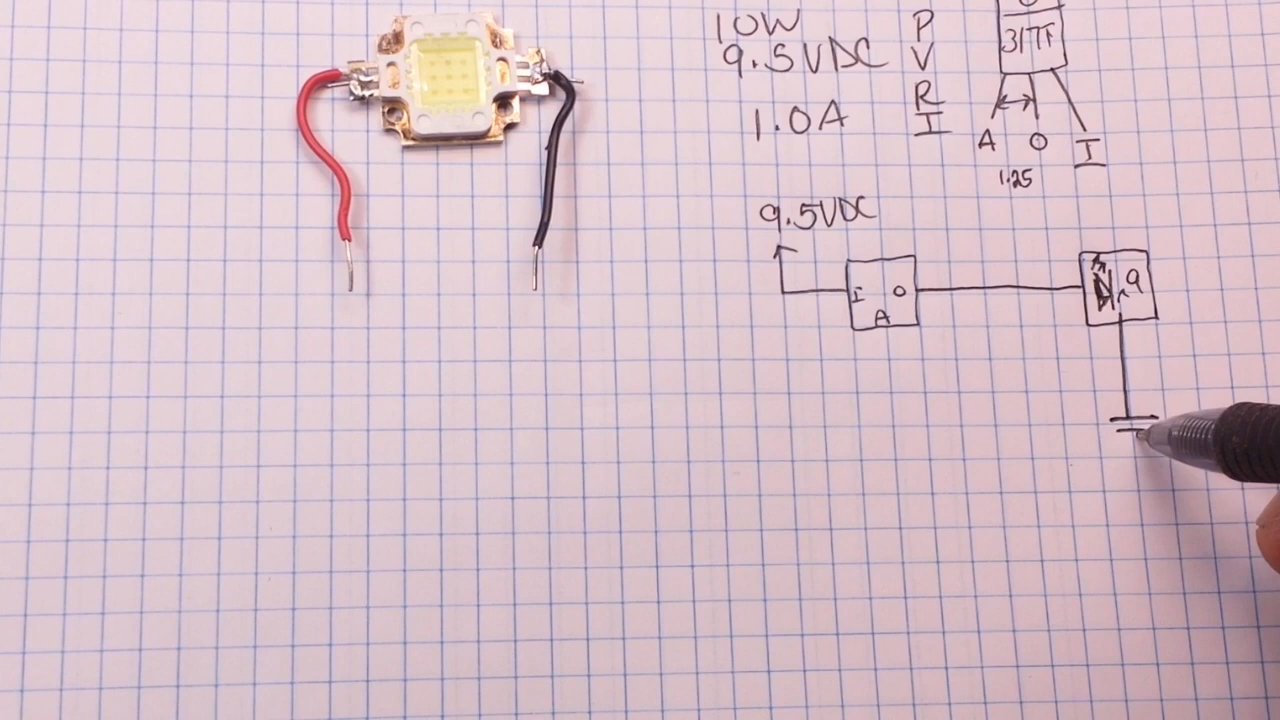 10W P
9.5VDC V
R
1.0A I
317T
A O I
1.25
9.5VDC
I O
A
9